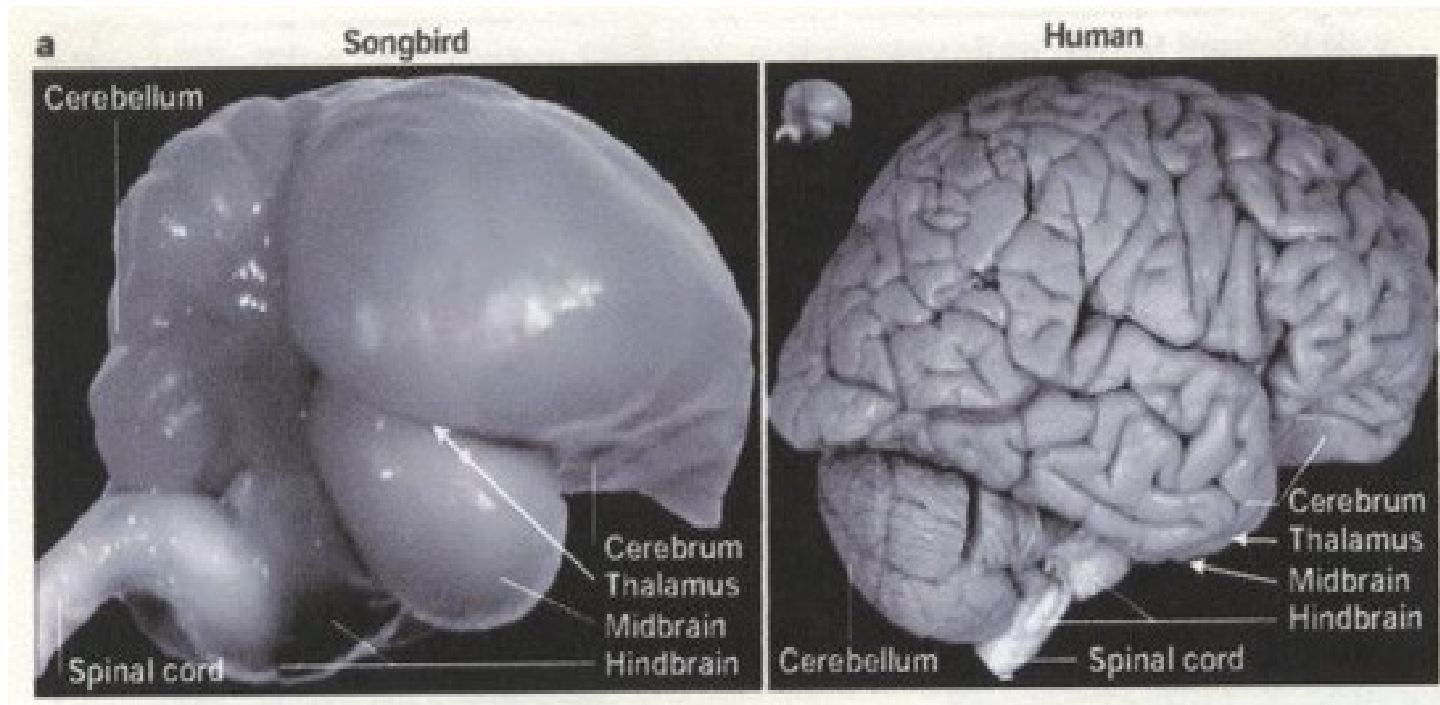 a
Songbird
Human
Cerebellum
Cerebrum
Thalamus
Midbrain
Hindbrain
Spinal cord
Cerebrum
Thalamus
Midbrain
Hindbrain
Cerebellum
Spinal cord